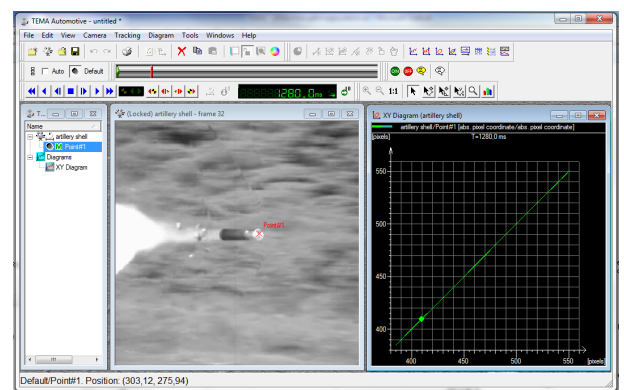 TEMA Automotive - untitled *
File Edit View Camera Tracking Diagram Tools Windows Help
Auto Default
1280.0ms
1:1
T...
Name
artillery shell
Point#1
Diagrams
XY Diagram
(Locked) artillery shell - frame 32
Point#1
XY Diagram (artillery shell)
artillery shell/Point#1 [abs. pixel coordinate/abs. pixel coordinate]
[pixels]
T=1280.0 ms
550
500
450
400
400 450 500 550 [pixels]
Default/Point#1. Position: (303,12, 275,94)